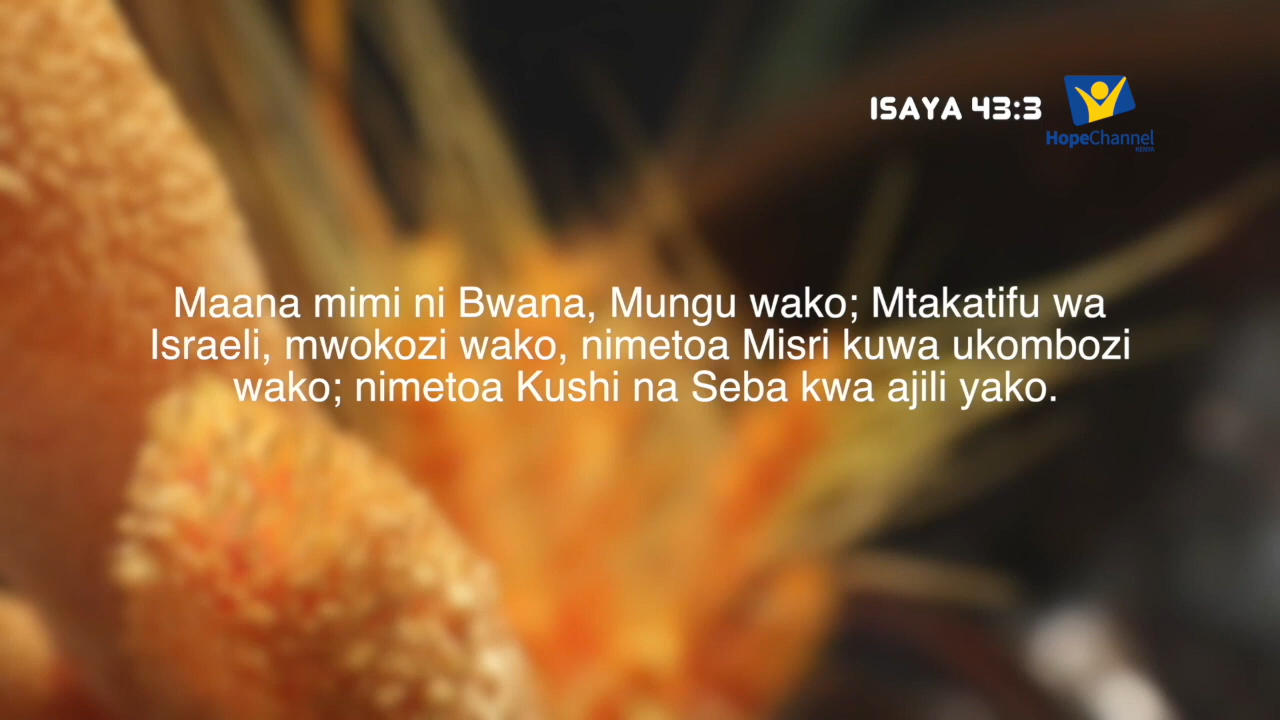 ISAYA 43:3
HopeChannel
KENYA
Maana mimi ni Bwana, Mungu wako; Mtakatifu wa
Israeli, mwokozi wako, nimetoa Misri kuwa ukombozi
wako; nimetoa Kushi na Seba kwa ajili yako.